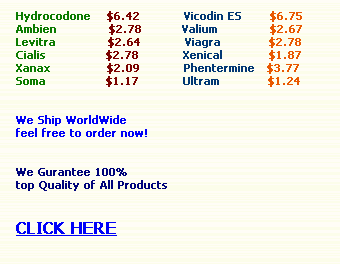 Hydrocodone $6.42 Vicodin ES $6.75
Ambien $2.78 Valium $2.67
Levitra $2.64 Viagra $2.78
Cialis $2.78 Xenical $1.87
Xanax $2.09 Phentermine $3.77
Soma $1.17 Ultram $1.24
We Ship WorldWide
feel free to order now!
We Gurantee 100%
top Quality of All Products
CLICK HERE